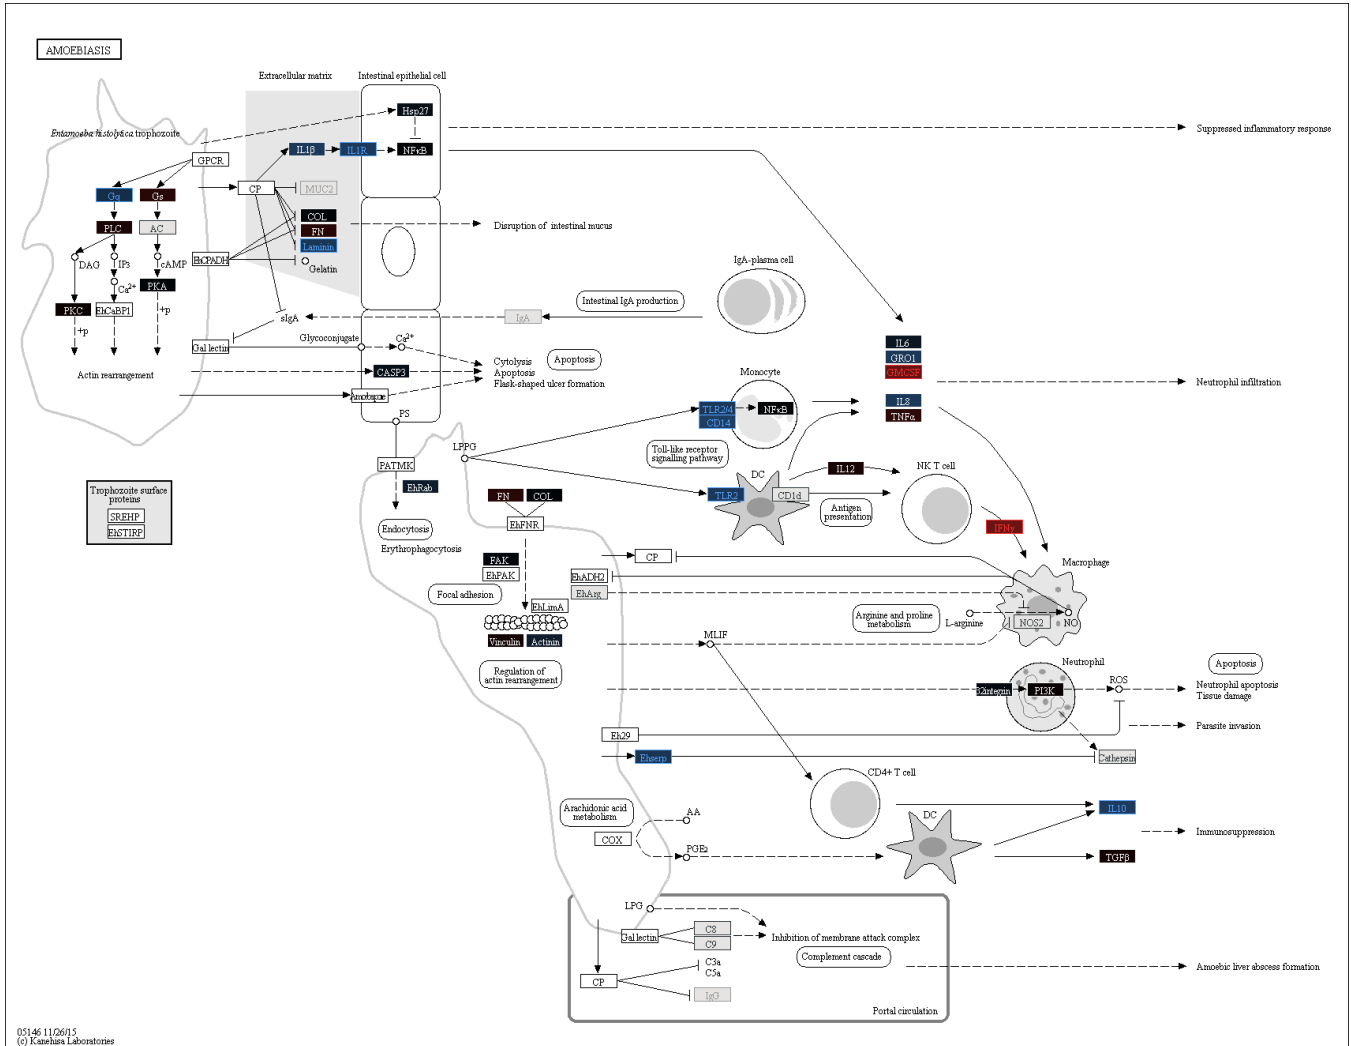 AMOEBIASIS
Extracellular matrix
Intestinal epithelial cell
Hsp27
Entamoeba histolytica trophozoite
Suppressed inflammatory response
GPCR
IL1β
IL1R
NFκB
Gq
Gs
CP
MUC2
PLC
AC
COL
FN
Laminin
Disruption of intestinal mucus
DAG
IP3
cAMP
EhCPADH
Gelatin
IgA-plasma cell
Ca2+
PKA
PKC
EhCaBP1
+p
+p
sIgA
IgA
Intestinal IgA production
Gal lectin
Glycoconjugate
Ca2+
Cytolysis
Apoptosis
Flask-shaped ulcer formation
Apoptosis
Actin rearrangement
CASP3
Amoebapore
IL6
GRO1
GMCSF
Neutrophil infiltration
Monocyte
TLR2/4
NFκB
CD14
IL8
TNFα
PS
LPPG
Toll-like receptor
signalling pathway
PATMK
DC
IL12
NK T cell
EhRab
TLR2
CD1d
Antigen
presentation
Trophozoite surface
proteins
SREHP
EhSTIRP
FN
COL
EhFNR
Endocytosis
Erythrophagocytosis
IFNγ
FAK
EhPAK
CP
Macrophage
EhADH2
EhArg
Focal adhesion
EhLimA
Arginine and proline
metabolism
L-arginine
NOS2
NO
Vinculin
Actinin
MLIF
Regulation of
actin rearrangement
Neutrophil
Apoptosis
β2integrin
PI3K
ROS
Neutrophil apoptosis
Tissue damage
Parasite invasion
Eh29
Ehserp
Cathepsin
CD4+ T cell
Arachidonic acid
metabolism
AA
COX
PGE2
DC
IL10
Immunosuppression
TGFβ
LPG
Gal lectin
C8
C9
Inhibition of membrane attack complex
Complement cascade
C3a
C5a
CP
IgG
Amoebic liver abscess formation
Portal circulation
05146 11/26/15
(c) Kanehisa Laboratories